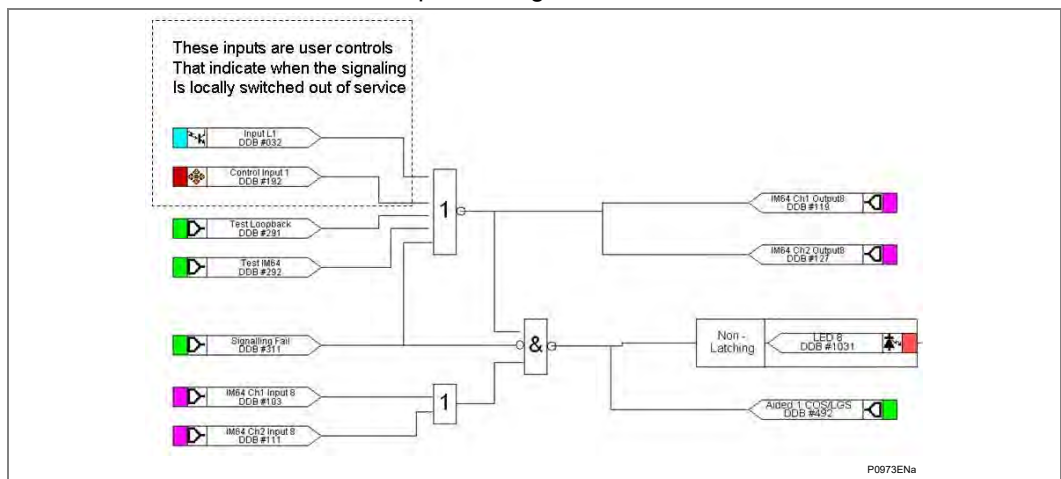 These inputs are user controls
That indicate when the signaling
Is locally switched out of service
Input L1
DDB #032
Control Input 1
DDB #192
Test Loopback
DDB #291
Test IM64
DDB #292
Signalling Fail
DDB #311
IM64 Ch1 Input 8
DDB #103
IM64 Ch2 Input 8
DDB #111
1
1
&
IM64 Ch1 Output8
DDB #119
IM64 Ch2 Output8
DDB #127
Non -
Latching
LED 8
DDB #1031
Aided 1 COS/LGS
DDB #492
P0973ENa